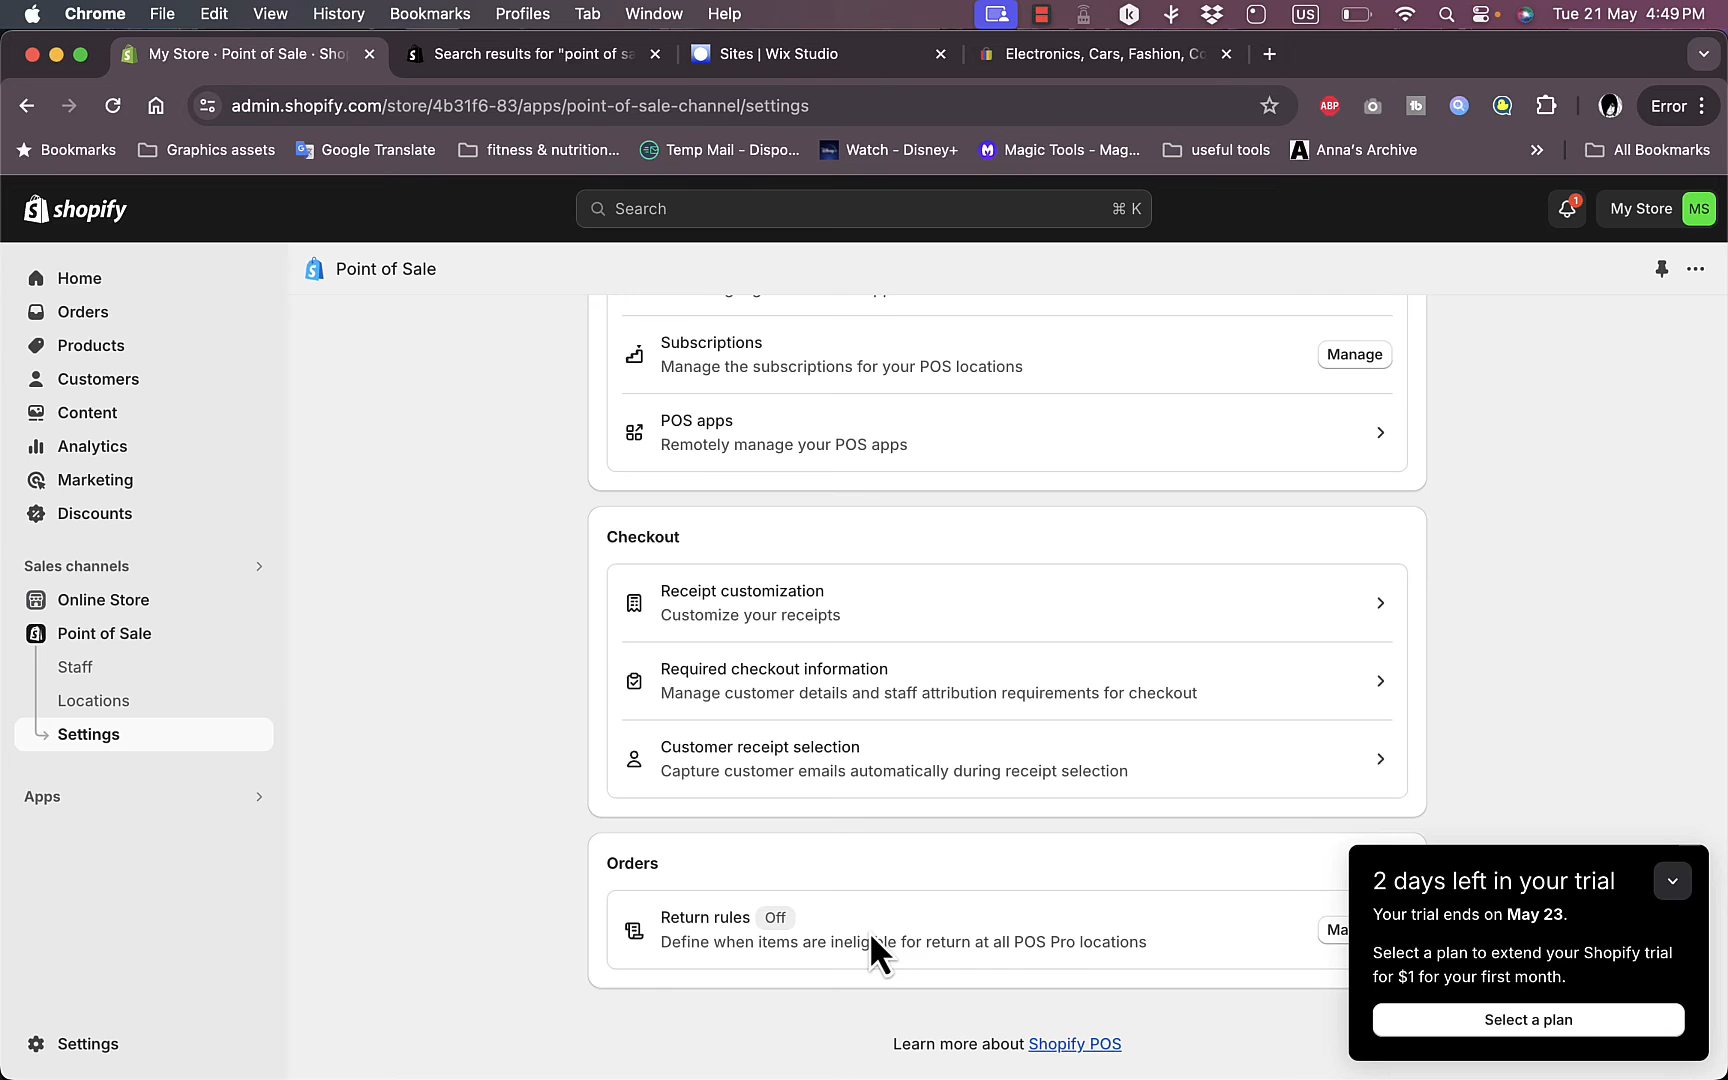 Chrome File Edit View History Bookmarks Profiles Tab Window Help US Tue 21 May 4:49 PM
My Store · Point of Sale · Sho Search results for "point of sa Sites | Wix Studio Electronics, Cars, Fashion, Co
admin.shopify.com/store/4b31f6-83/apps/point-of-sale-channel/settings ABP tb Error
Bookmarks Graphics assets Google Translate fitness & nutrition... Temp Mail - Dispo... Watch - Disney+ Magic Tools - Mag... useful tools Anna's Archive All Bookmarks
shopify Search ⌘ K 1 My Store MS
Point of Sale
Home
Orders
Products
Customers
Content
Analytics
Marketing
Discounts
Sales channels
Online Store
Point of Sale
Staff
Locations
Settings
Apps
Settings
Subscriptions
Manage the subscriptions for your POS locations
Manage
POS apps
Remotely manage your POS apps
Checkout
Receipt customization
Customize your receipts
Required checkout information
Manage customer details and staff attribution requirements for checkout
Customer receipt selection
Capture customer emails automatically during receipt selection
Orders
Return rules Off
Define when items are ineligible for return at all POS Pro locations
Ma
Learn more about Shopify POS
2 days left in your trial
Your trial ends on May 23.
Select a plan to extend your Shopify trial
for $1 for your first month.
Select a plan